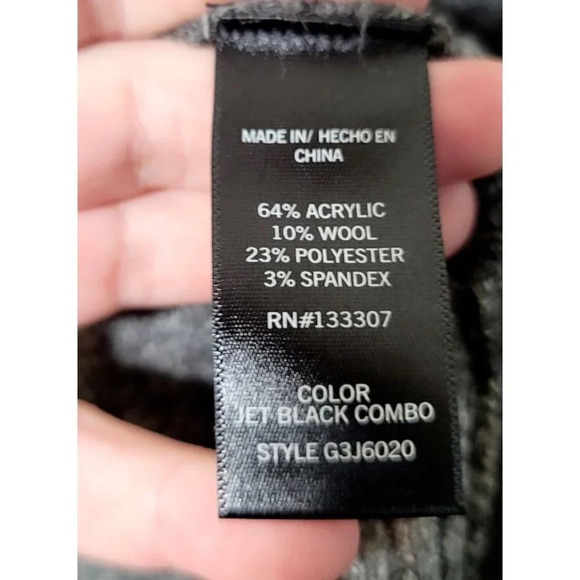 MADE IN/ HECHO EN
CHINA
64% ACRYLIC
10% WOOL
23% POLYESTER
3% SPANDEX
RN#133307
COLOR
JET BLACK COMBO
STYLE G3J6020